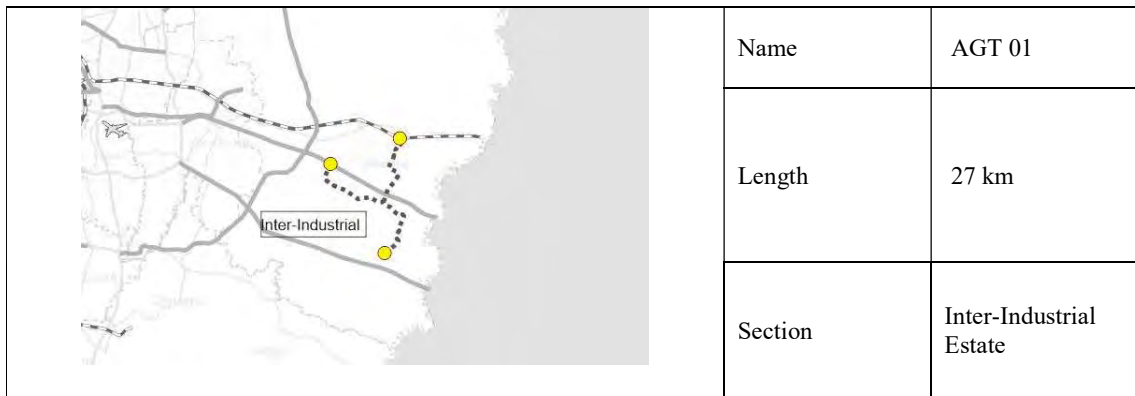 Inter-Industrial
Name
AGT 01
Length
27 km
Section
Inter-Industrial
Estate